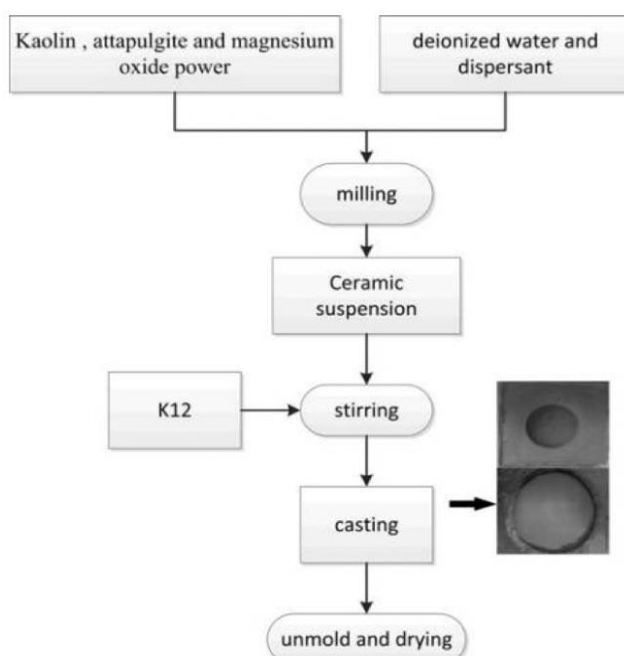 Kaolin , attapulgite and magnesium
oxide power
deionized water and
dispersant
milling
Ceramic
suspension
K12
stirring
casting
unmold and drying